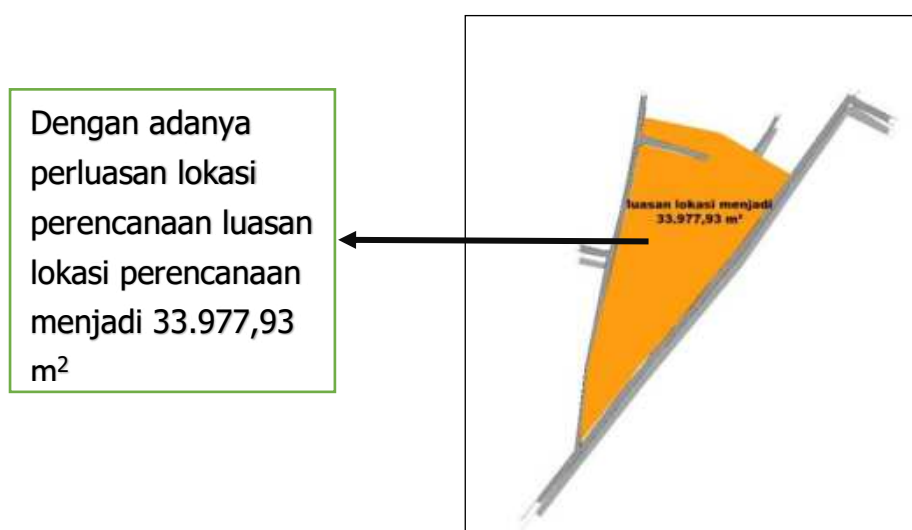 Dengan adanya
perluasan lokasi
perencanaan luasan
lokasi perencanaan
menjadi 33.977,93
m²
luasan lokasi menjadi
33.977,93 m²